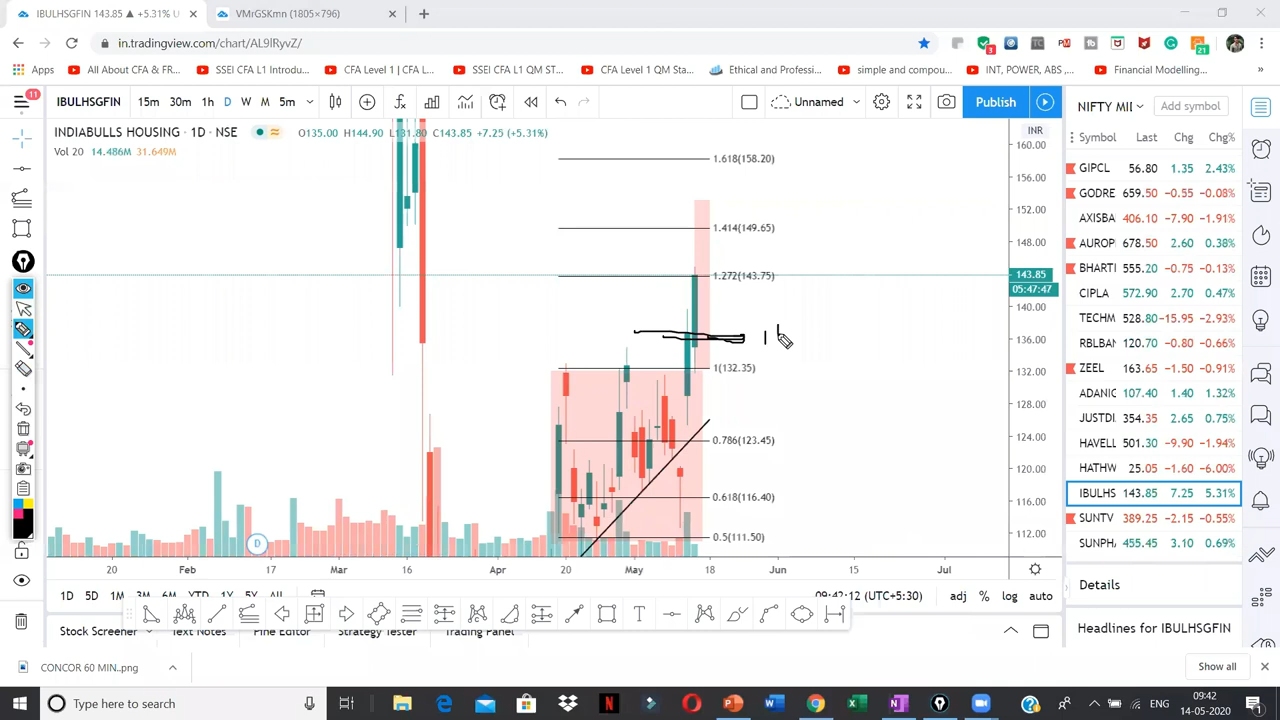 IBULHSGFIN 143.85 ▲ +5.31% U
VMrGSKmn (1805×796)
in.tradingview.com/chart/AL9lRyvZ/
Apps
All About CFA & FR...
SSEI CFA L1 Introdu...
CFA Level 1 | CFA L...
SSEI CFA L1 QM ST...
CFA Level 1 QM Sta...
Ethical and Professi...
simple and compou...
INT, POWER, ABS ,...
Financial Modelling...
»
11
IBULHSGFIN 15m 30m 1h D W M 5m
Unnamed
Publish
NIFTY MII
Add symbol
INDIABULLS HOUSING · 1D · NSE
O135.00 H144.90 L131.80 C143.85 +7.25 (+5.31%)
Vol 20 14.486M 31.649M
INR
160.00
156.00
152.00
148.00
143.85
05:47:47
140.00
136.00
132.00
128.00
124.00
120.00
116.00
112.00
1.618(158.20)
1.414(149.65)
1.272(143.75)
1(132.35)
0.786(123.45)
0.618(116.40)
0.5(111.50)
D
20 Feb 17 Mar 16 Apr 20 May 18 Jun 15 Jul
1D 5D 1M 3M 6M YTD 1Y 5Y All
09:42:12 (UTC+5:30)
adj % log auto
Stock Screener
Text Notes
Pine Editor
Strategy Tester
Trading Panel
Symbol Last Chg Chg%
GIPCL 56.80 1.35 2.43%
GODRE 659.50 −0.55 −0.08%
AXISBA 406.10 −7.90 −1.91%
AUROP 678.50 2.60 0.38%
BHARTI 555.20 −0.75 −0.13%
CIPLA 572.90 2.70 0.47%
TECHM 528.80 −15.95 −2.93%
RBLBAN 120.70 −0.80 −0.66%
ZEEL 163.65 −1.50 −0.91%
ADANIC 107.40 1.40 1.32%
JUSTDI 354.35 2.65 0.75%
HAVELL 501.30 −9.90 −1.94%
HATHW 25.05 −1.60 −6.00%
IBULHS 143.85 7.25 5.31%
SUNTV 389.25 −2.15 −0.55%
SUNPH 455.45 3.10 0.69%
Details
Headlines for IBULHSGFIN
CONCOR 60 MIN..png
Show all
Type here to search
ENG
09:42
14-05-2020